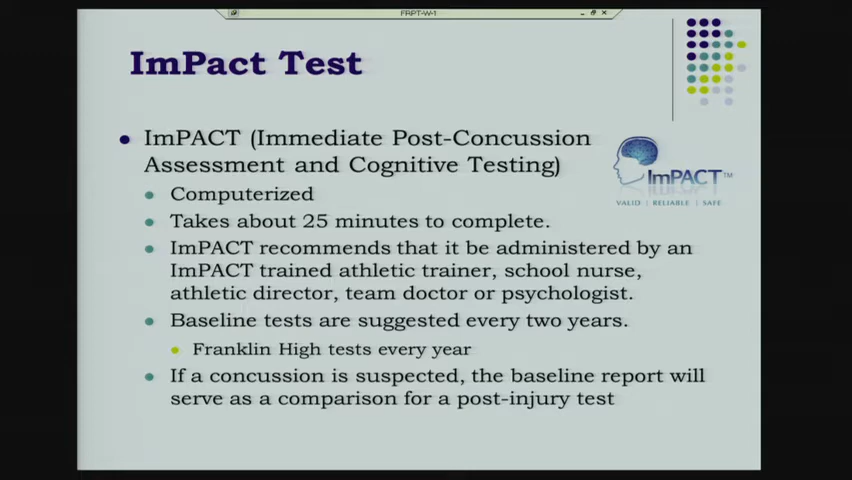 FRPT-W-1
ImPact Test
ImPACT (Immediate Post-Concussion
Assessment and Cognitive Testing)
ImPACT™
VALID | RELIABLE | SAFE
Computerized
Takes about 25 minutes to complete.
ImPACT recommends that it be administered by an
ImPACT trained athletic trainer, school nurse,
athletic director, team doctor or psychologist.
Baseline tests are suggested every two years.
Franklin High tests every year
If a concussion is suspected, the baseline report will
serve as a comparison for a post-injury test